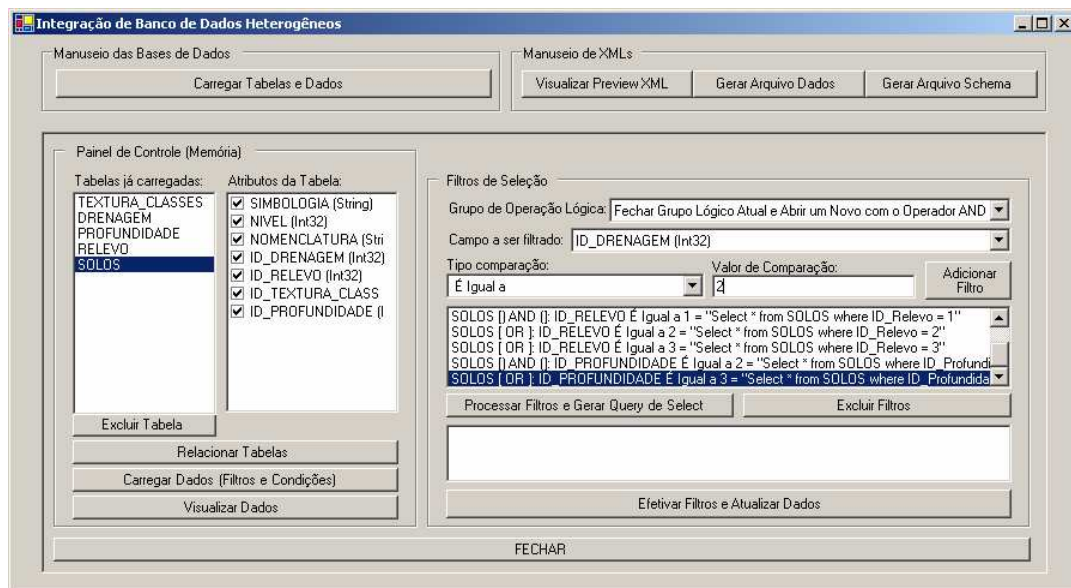 Integração de Banco de Dados Heterogêneos
Manuseio das Bases de Dados
Carregar Tabelas e Dados
Manuseio de XMLs
Visualizar Preview XML
Gerar Arquivo Dados
Gerar Arquivo Schema
Painel de Controle (Memória)
Tabelas já carregadas:
TEXTURA_CLASSES
DRENAGEM
PROFUNDIDADE
RELEVO
SOLOS
Excluir Tabela
Atributos da Tabela:
SIMBOLOGIA (String)
NIVEL (Int32)
NOMENCLATURA (Stri
ID_DRENAGEM (Int32)
ID_RELEVO (Int32)
ID_TEXTURA_CLASS
ID_PROFUNDIDADE (I
Relacionar Tabelas
Carregar Dados (Filtros e Condições)
Visualizar Dados
Filtros de Seleção
Grupo de Operação Lógica: Fechar Grupo Lógico Atual e Abrir um Novo com o Operador AND
Campo a ser filtrado: ID_DRENAGEM (Int32)
Tipo comparação:
É Igual a
Valor de Comparação:
2
Adicionar
Filtro
SOLOS [) AND (]: ID_RELEVO É Igual a 1 = "Select * from SOLOS where ID_Relevo = 1"
SOLOS [ OR ]: ID_RELEVO É Igual a 2 = "Select * from SOLOS where ID_Relevo = 2"
SOLOS [ OR ]: ID_RELEVO É Igual a 3 = "Select * from SOLOS where ID_Relevo = 3"
SOLOS [) AND (]: ID_PROFUNDIDADE É Igual a 2 = "Select * from SOLOS where ID_Profundi
SOLOS [ OR ]: ID_PROFUNDIDADE É Igual a 3 = "Select * from SOLOS where ID_Profundida
Processar Filtros e Gerar Query de Select
Excluir Filtros
Efetivar Filtros e Atualizar Dados
FECHAR